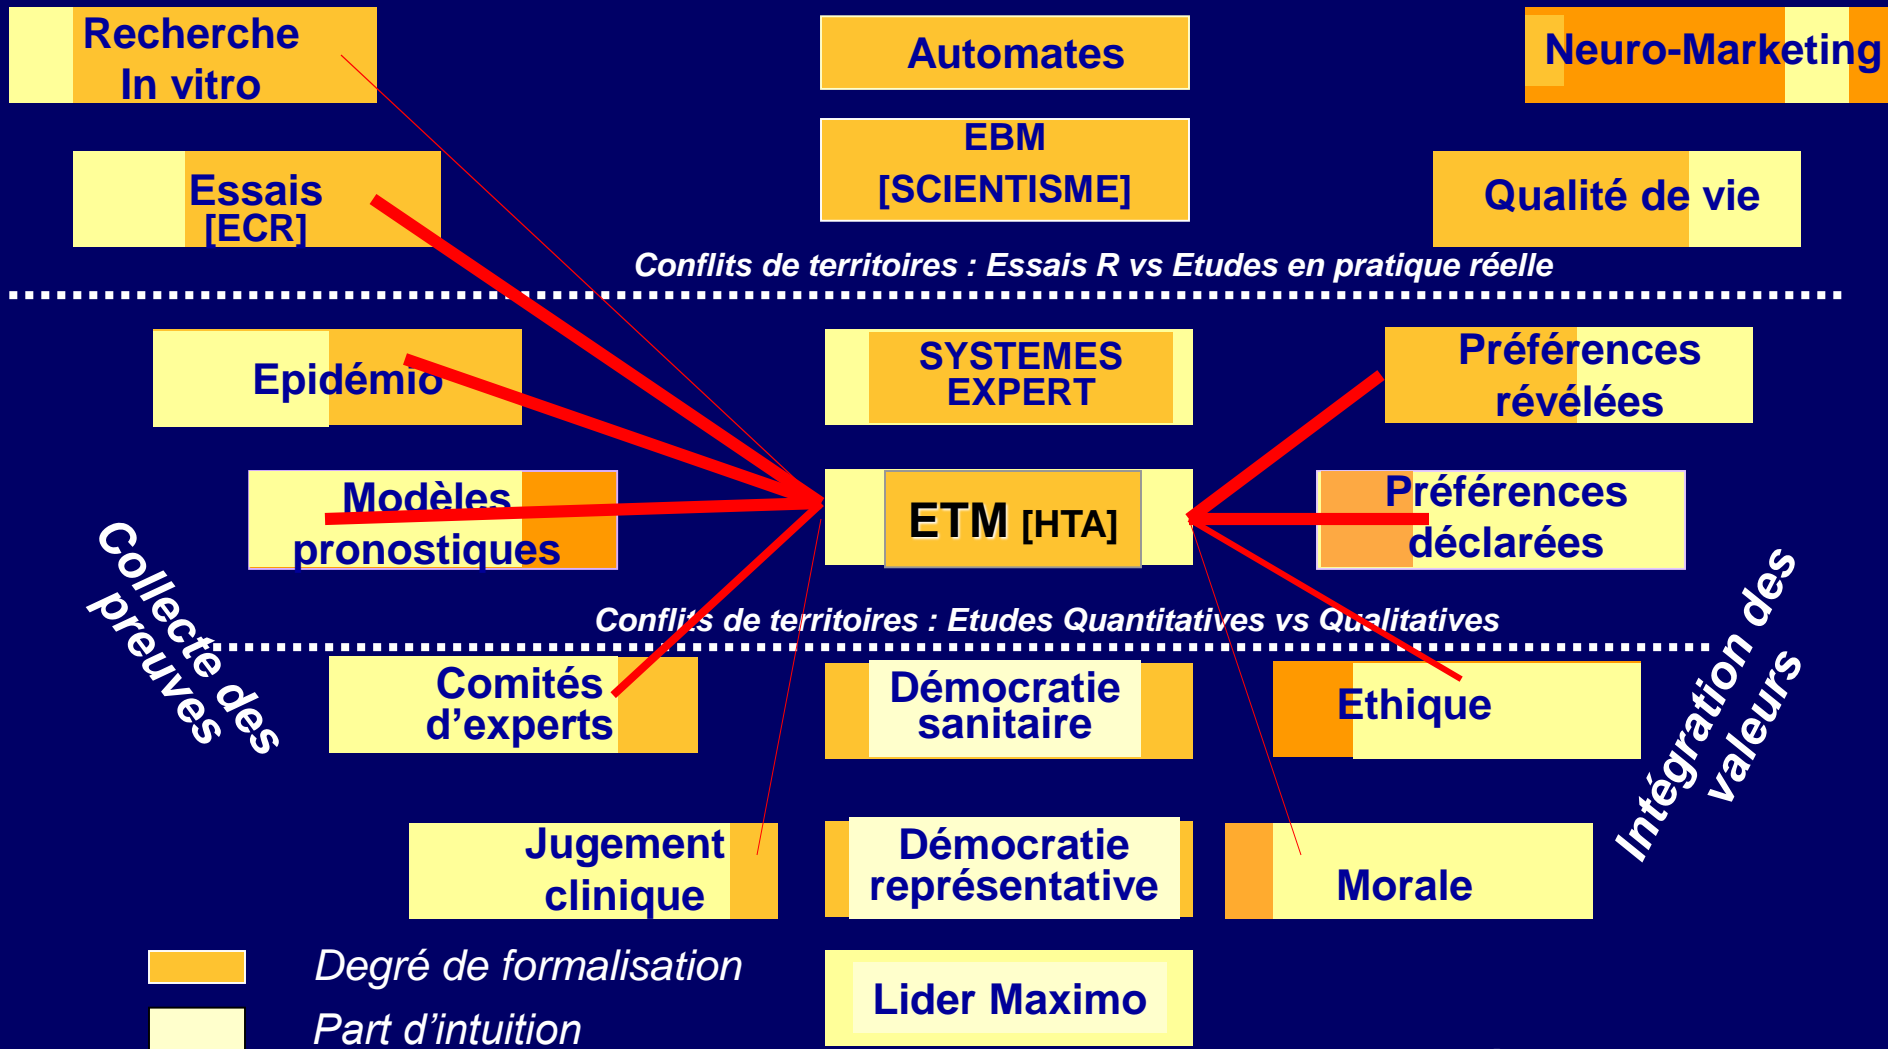 Recherche
In vitro
Automates
Neuro-Marketing
EBM
[SCIENTISME]
Essais
[ECR]
Qualité de vie
Conflits de territoires : Essais R vs Etudes en pratique réelle
Epidémio
SYSTEMES
EXPERT
Préférences
révélées
Modèles
pronostiques
ETM [HTA]
Préférences
déclarées
Collecte des
preuves
Conflits de territoires : Etudes Quantitatives vs Qualitatives
Intégration des
valeurs
Comités
d’experts
Démocratie
sanitaire
Ethique
Jugement
clinique
Démocratie
représentative
Morale
Degré de formalisation
Lider Maximo
Part d’intuition